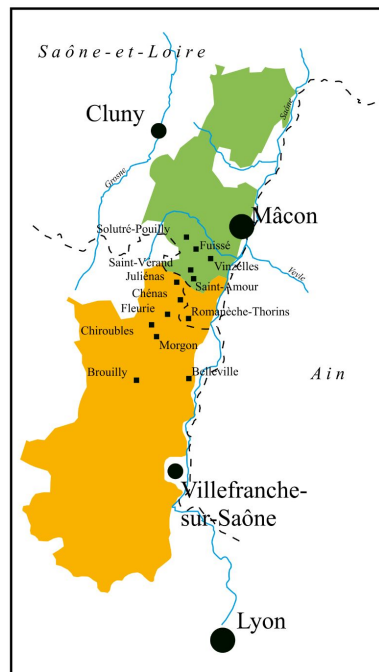 Saône-et-Loire
Cluny
Saône
Grosne
Mâcon
Solutré-Pouilly
Fuissé
Vinzelles
Veyle
Saint-Vérand
Juliénas
Saint-Amour
Chénas
Fleurie
Romanèche-Thorins
Chiroubles
Morgon
Brouilly
Belleville
Ain
Villefranche-
sur-Saône
Lyon